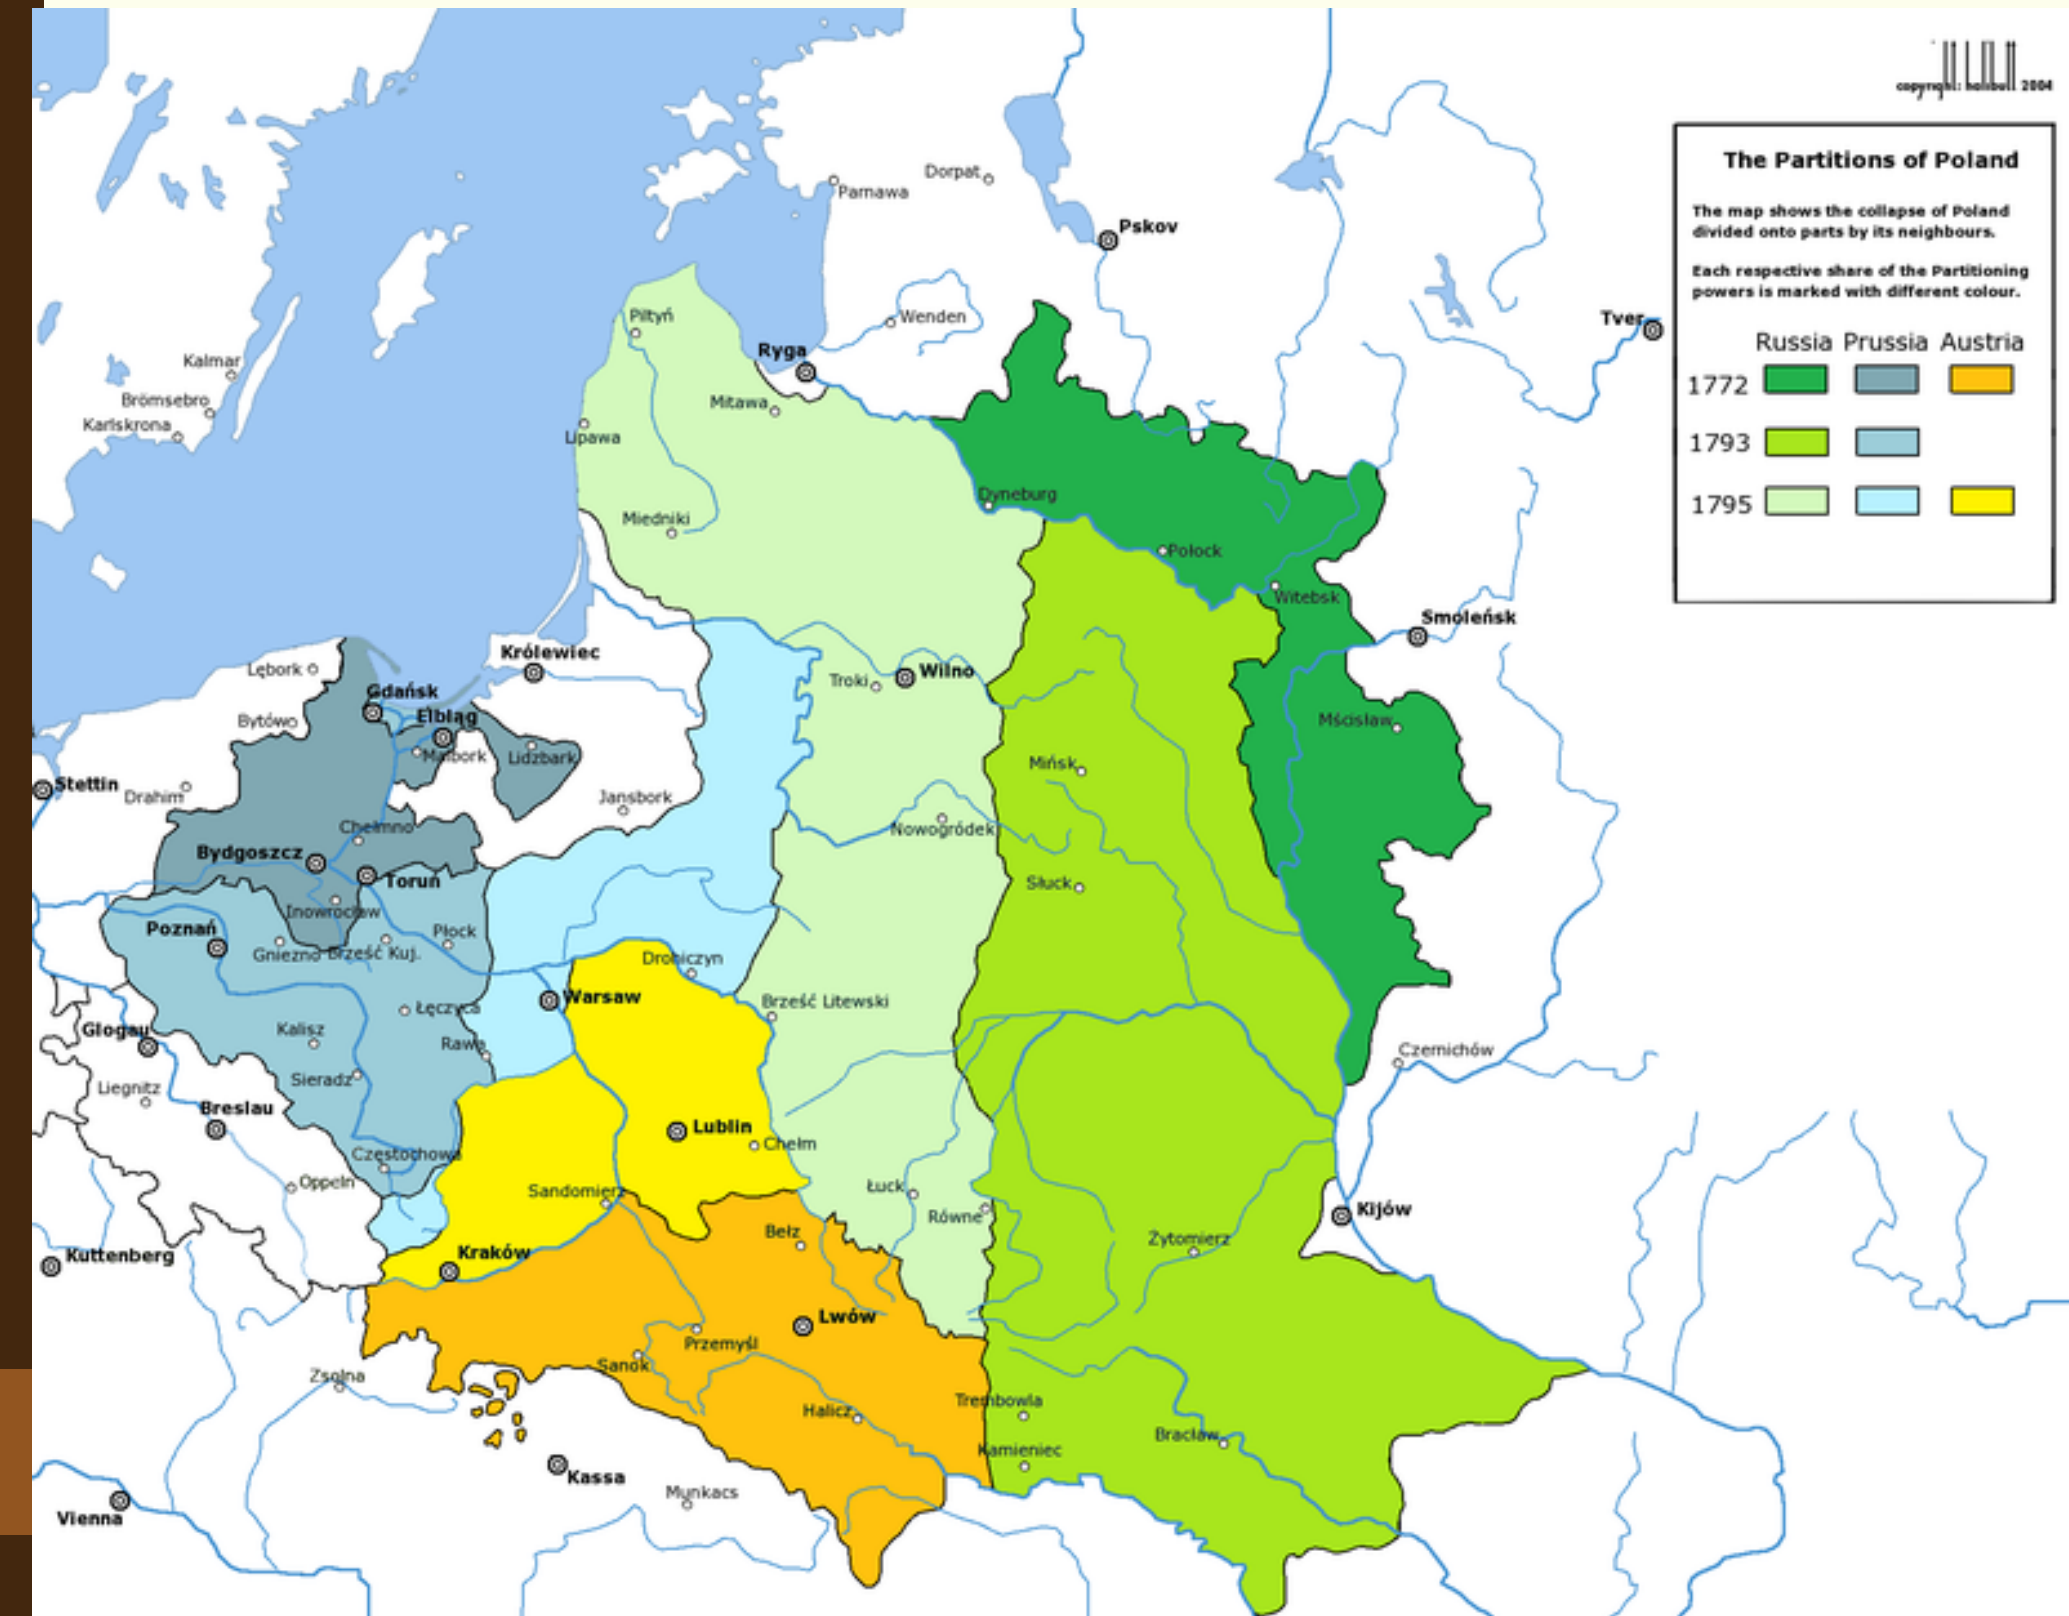 copyright: halibutt 2004
The Partitions of Poland
The map shows the collapse of Poland
divided onto parts by its neighbours.
Each respective share of the Partitioning
powers is marked with different colour.
Russia Prussia Austria
1772
1793
1795
Dorpat
Parnawa
Pskov
Piltyń
Wenden
Tver
Ryga
Kalmar
Brömsebro
Karlskrona
Mitawa
Lipawa
Dyneburg
Miedniki
Połock
Witebsk
Smoleńsk
Królewiec
Lębork
Troki
Wilno
Gdańsk
Elbląg
Bytów
Mścisław
Malbork
Lidzbark
Mińsk
Stettin
Drahim
Jansbork
Chełmno
Nowogródek
Bydgoszcz
Toruń
Słuck
Inowrocław
Poznań
Płock
Gniezno
Brześć Kuj.
Drohiczyn
Warsaw
Brześć Litewski
Łęczyca
Glogau
Kalisz
Rawa
Czernichów
Sieradz
Liegnitz
Breslau
Lublin
Chełm
Częstochowa
Oppeln
Sandomierz
Łuck
Równe
Kijów
Bełz
Żytomierz
Kuttenberg
Kraków
Lwów
Przemyśl
Sanok
Zsolna
Trembowla
Halicz
Bracław
Kamieniec
Kassa
Munkacs
Vienna